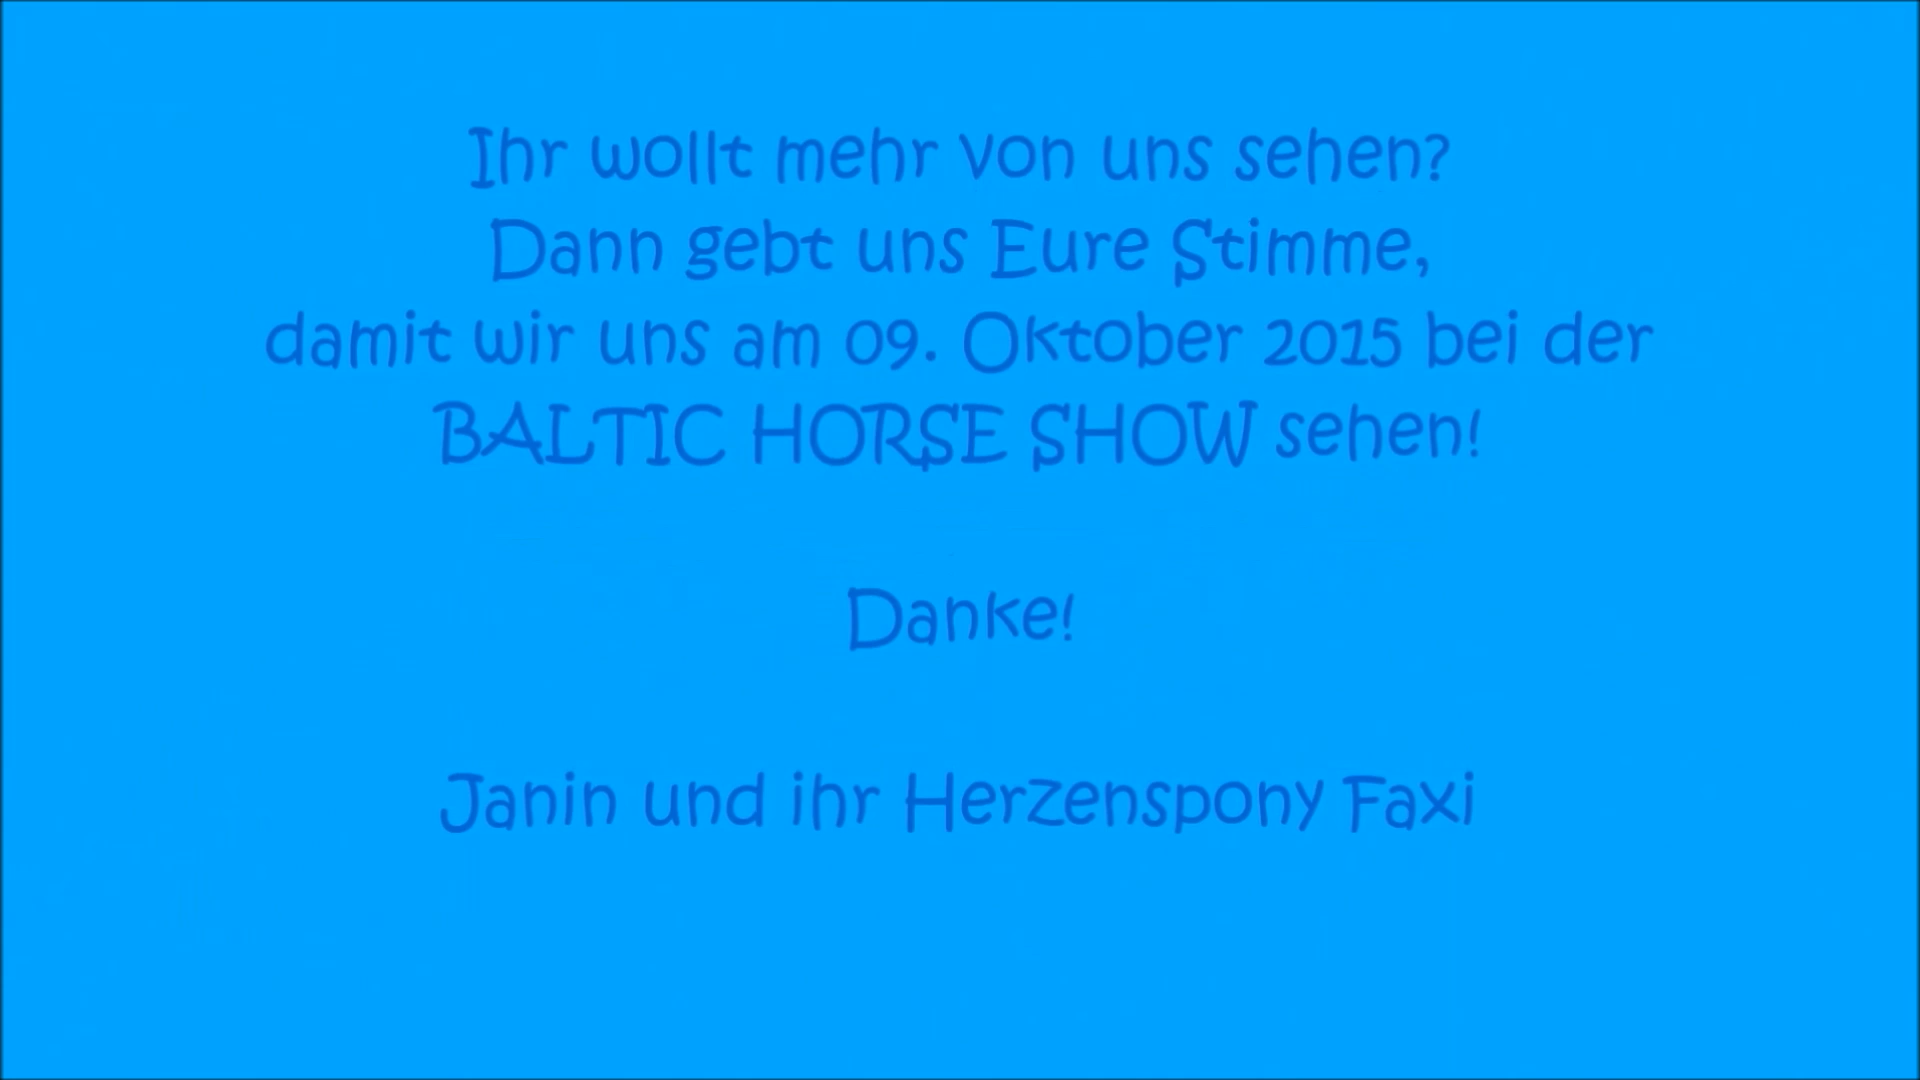 Ihr wollt mehr von uns sehen?
Dann gebt uns Eure Stimme,
damit wir uns am 09. Oktober 2015 bei der
BALTIC HORSE SHOW sehen!
Danke!
Janin und ihr Herzenspony Faxi